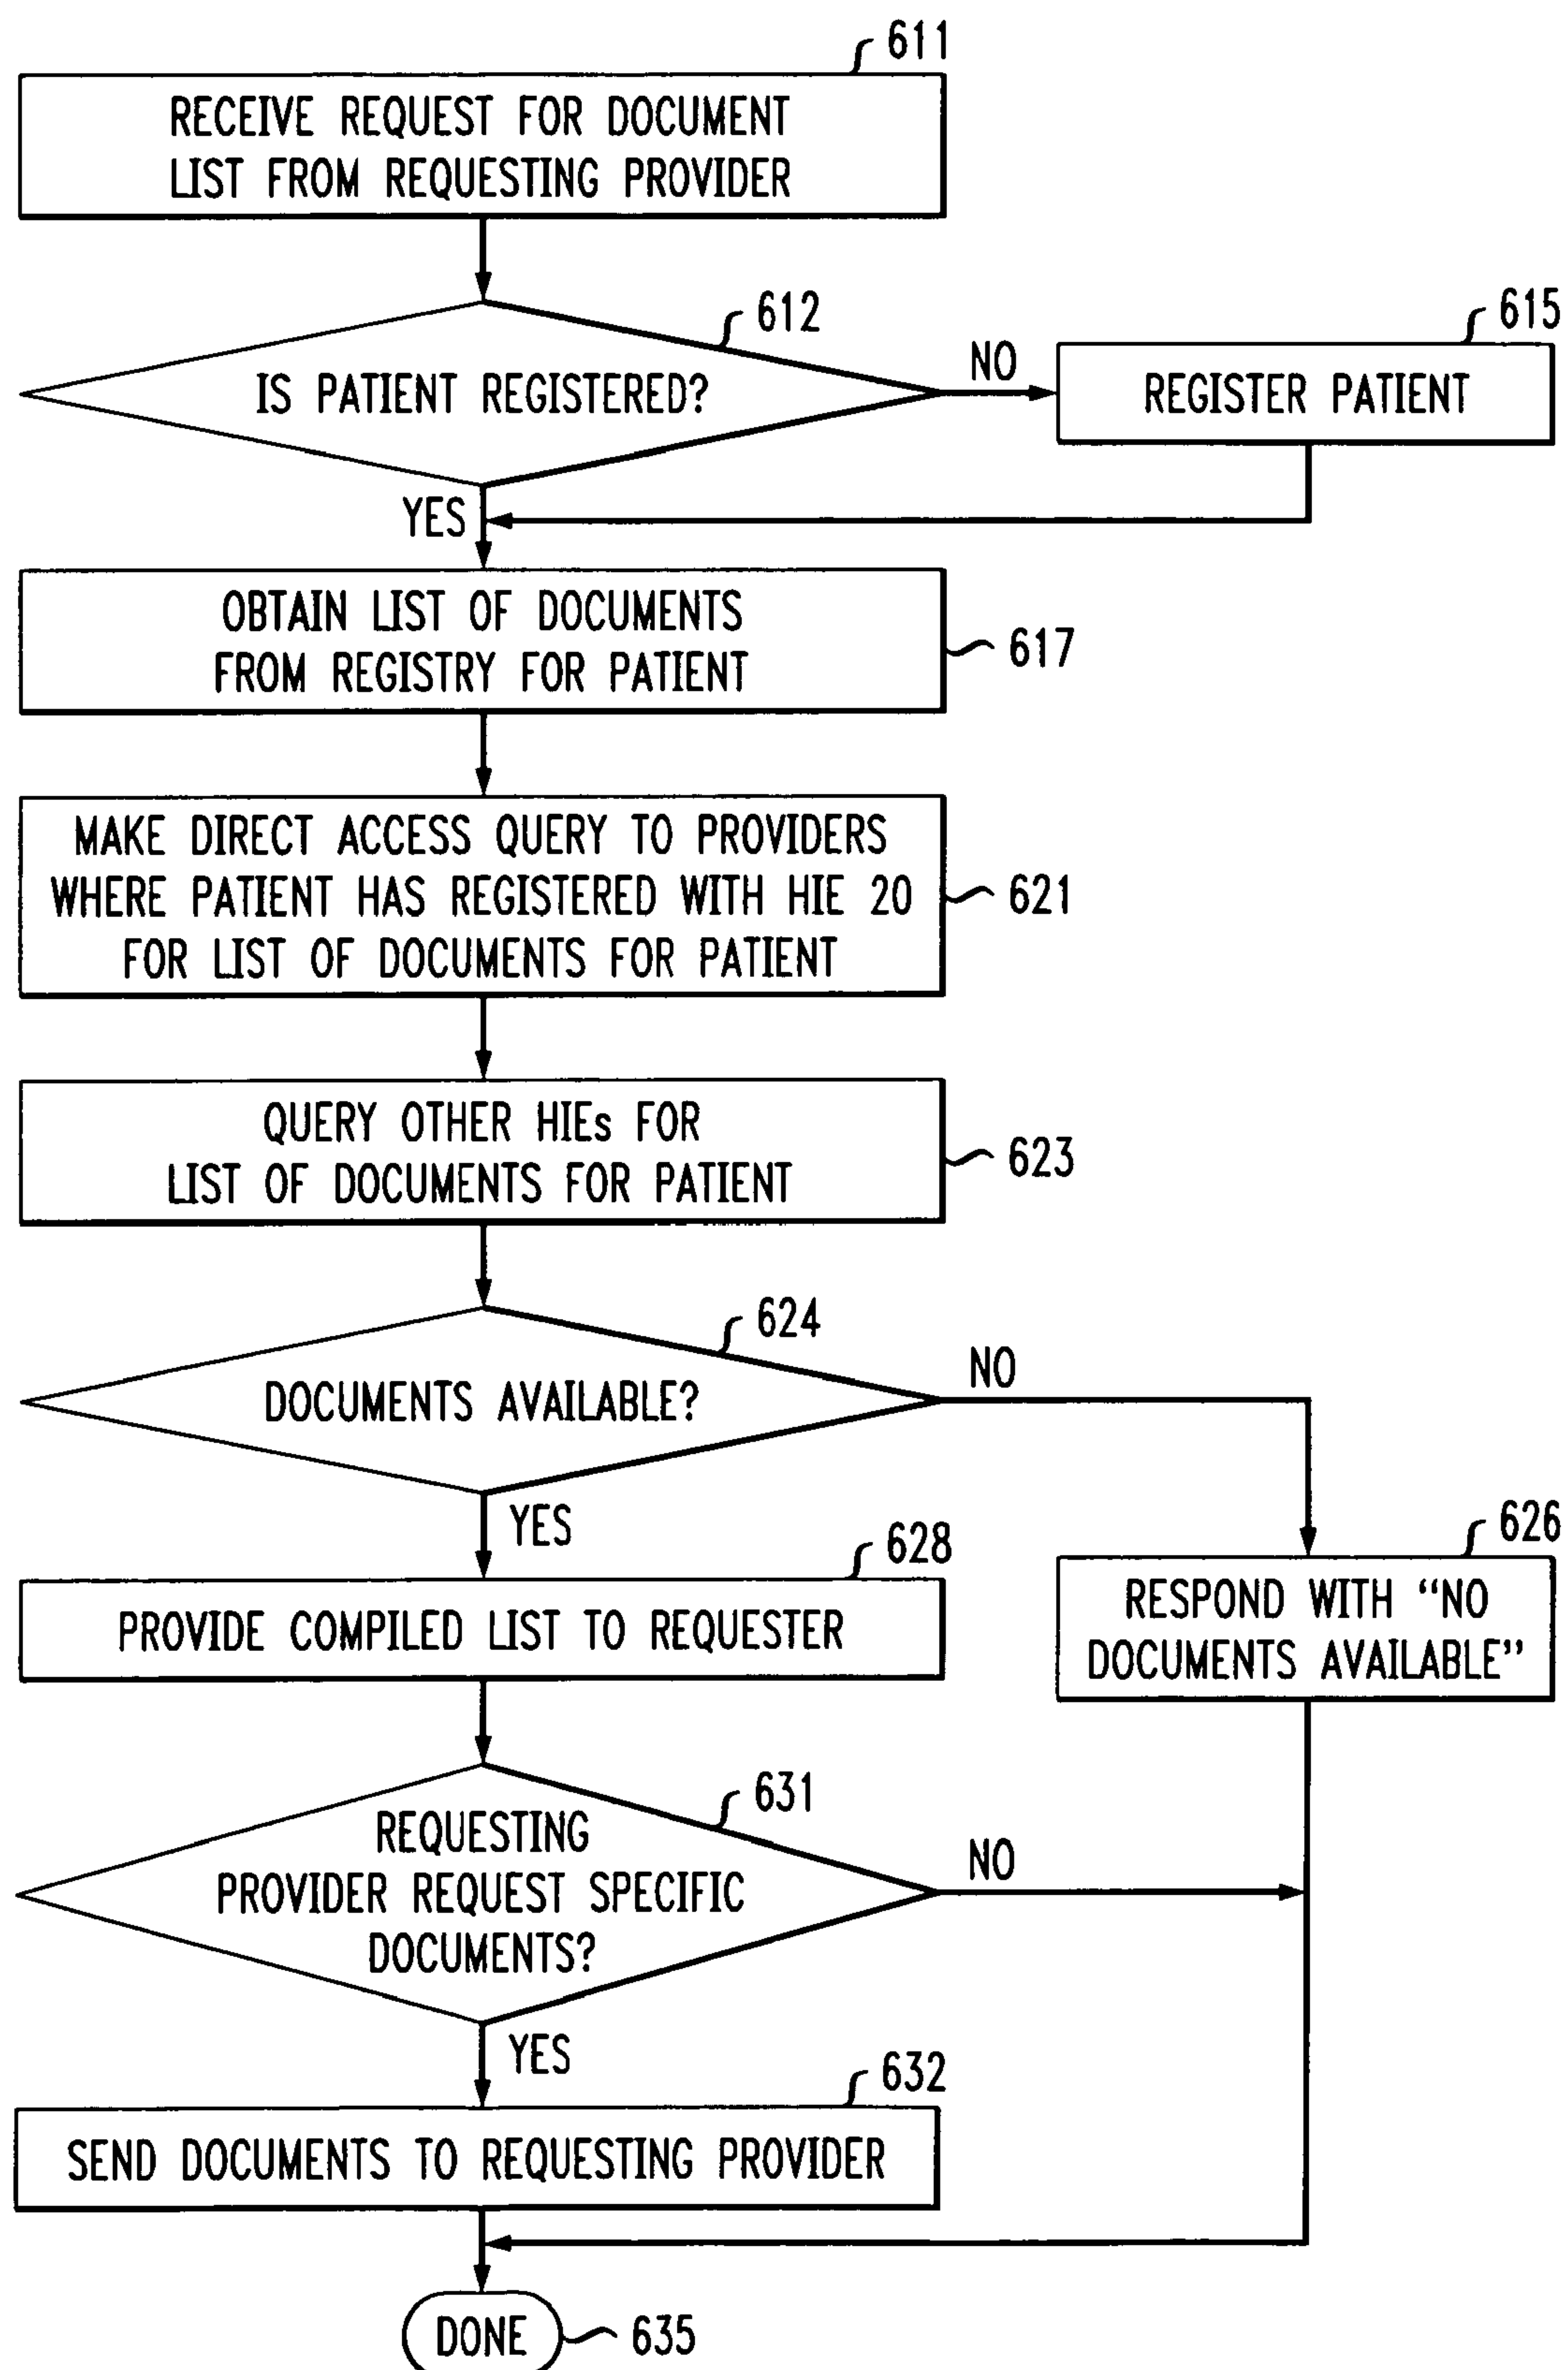 611
RECEIVE REQUEST FOR DOCUMENT
LIST FROM REQUESTING PROVIDER
612
IS PATIENT REGISTERED?
NO
615
REGISTER PATIENT
YES
OBTAIN LIST OF DOCUMENTS
FROM REGISTRY FOR PATIENT
617
MAKE DIRECT ACCESS QUERY TO PROVIDERS
WHERE PATIENT HAS REGISTERED WITH HIE 20
FOR LIST OF DOCUMENTS FOR PATIENT
621
QUERY OTHER HIEs FOR
LIST OF DOCUMENTS FOR PATIENT
623
624
DOCUMENTS AVAILABLE?
NO
YES
626
RESPOND WITH “NO
DOCUMENTS AVAILABLE”
628
PROVIDE COMPILED LIST TO REQUESTER
631
REQUESTING
PROVIDER REQUEST SPECIFIC
DOCUMENTS?
NO
YES
632
SEND DOCUMENTS TO REQUESTING PROVIDER
DONE
635